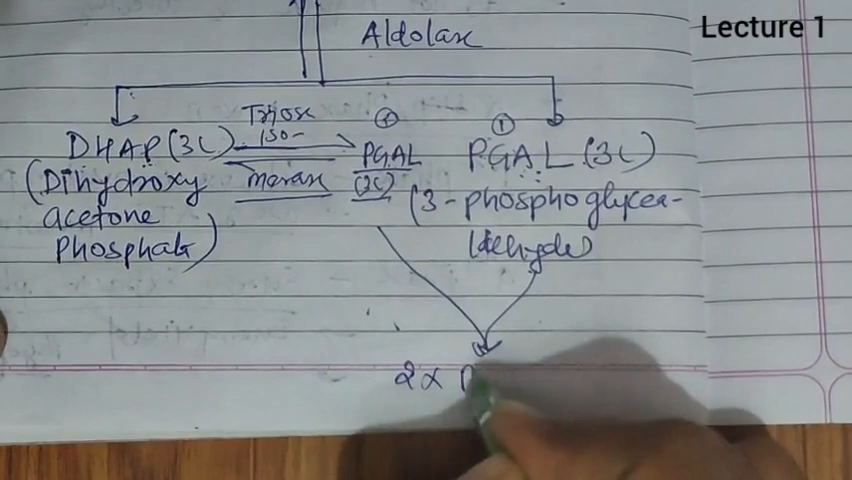 Lecture 1
Aldolase
Triose
② ①
DHAP (3C) iso- PGAL PGAL (3C)
(Dihydroxy merase (3C) (3-phosphoglycer-
acetone aldehyde)
phosphate)
2x P